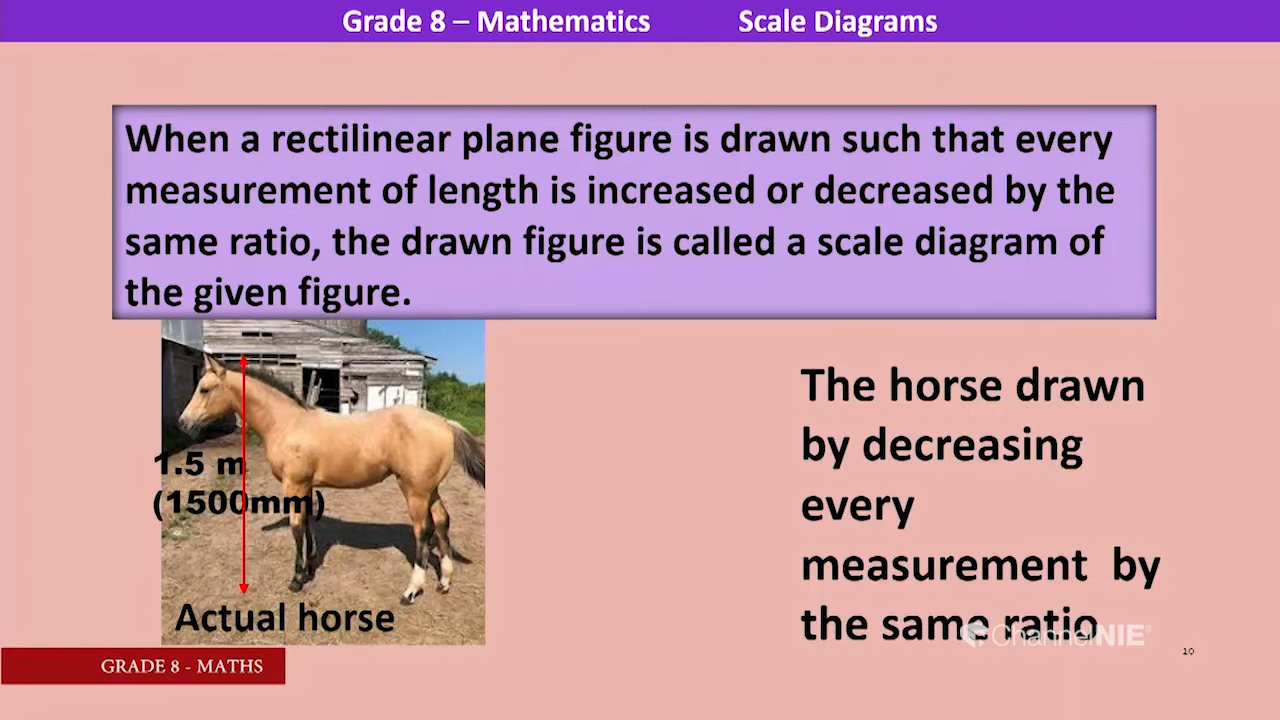 Grade 8 – Mathematics Scale Diagrams
When a rectilinear plane figure is drawn such that every
measurement of length is increased or decreased by the
same ratio, the drawn figure is called a scale diagram of
the given figure.
1.5 m
(1500mm)
Actual horse
The horse drawn
by decreasing
every
measurement by
the same ratio
ChannelNIE
GRADE 8 - MATHS
10